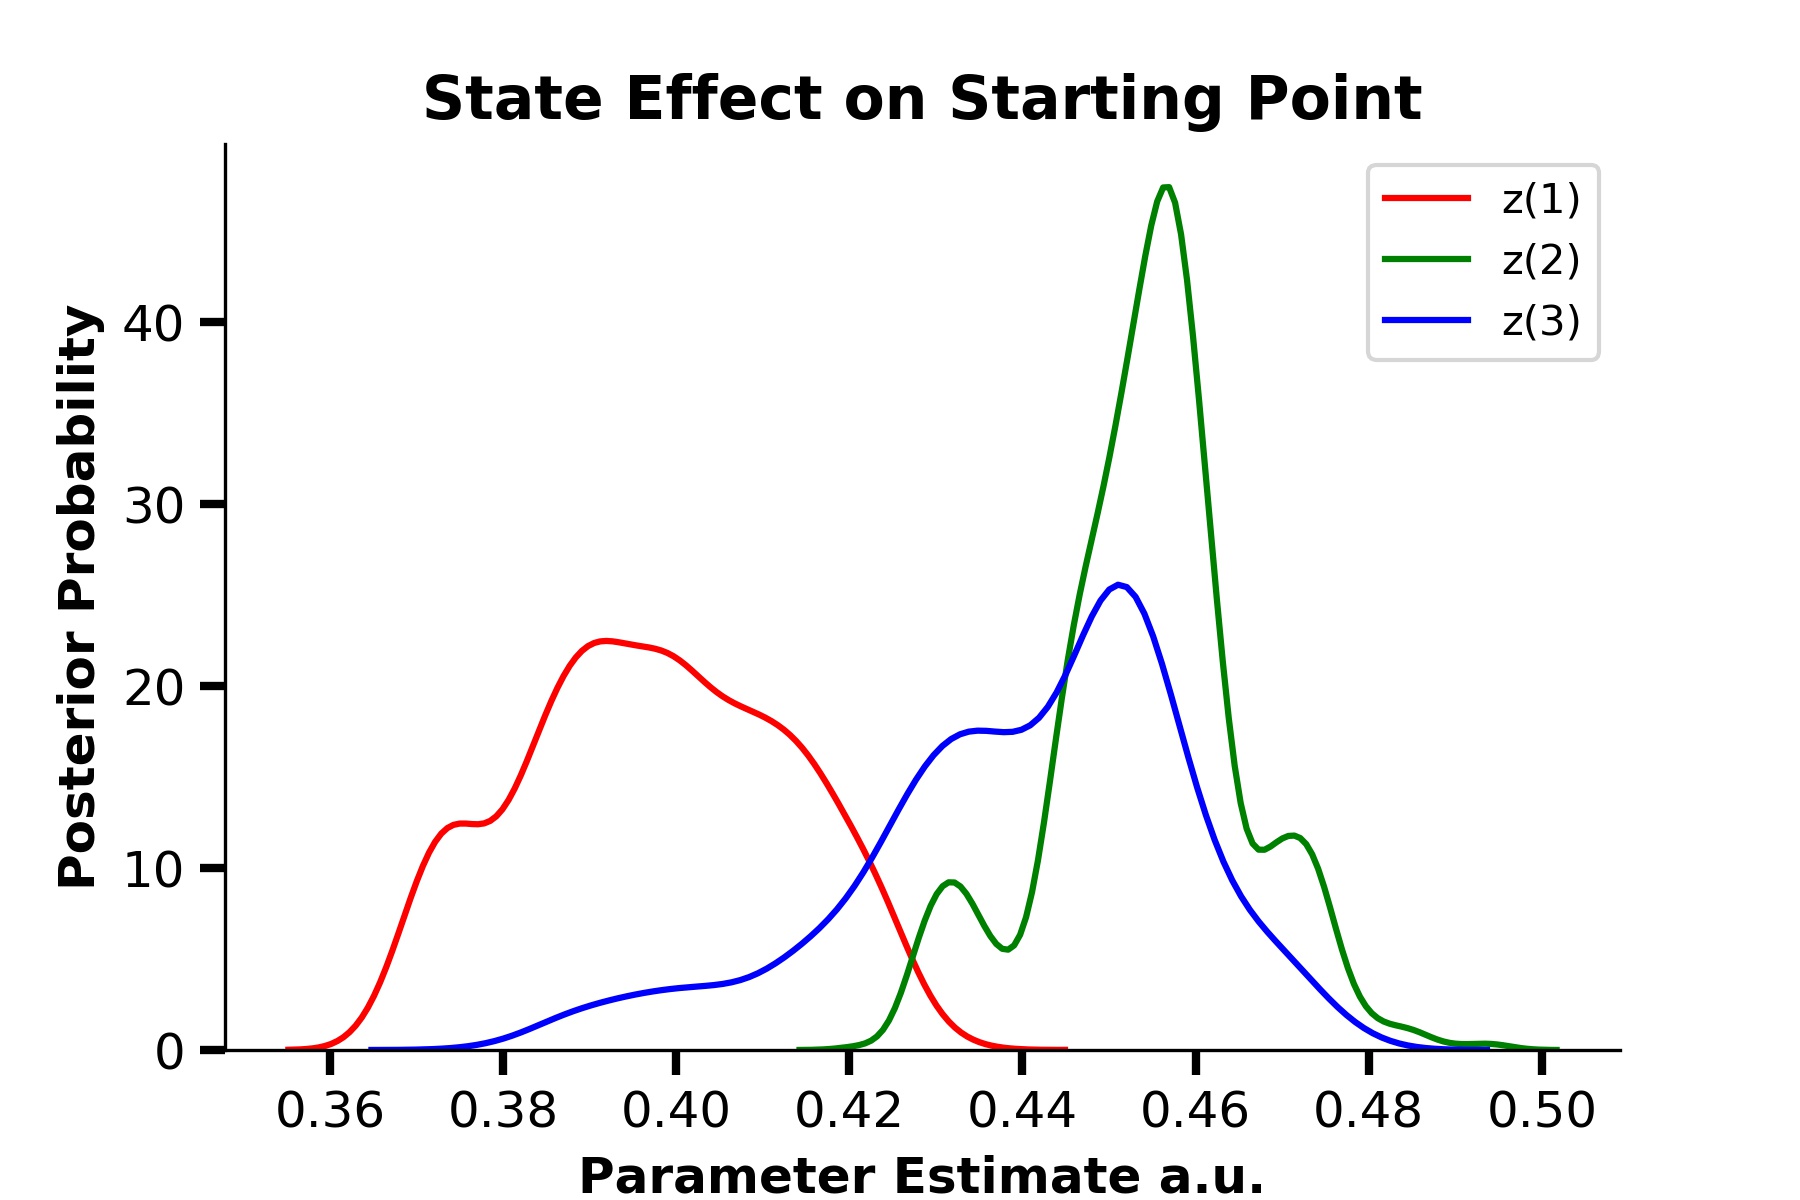 State Effect on Starting Point
z(1)
z(2)
z(3)
Posterior Probability
40
30
20
10
0
0.36 0.38 0.40 0.42 0.44 0.46 0.48 0.50
Parameter Estimate a.u.